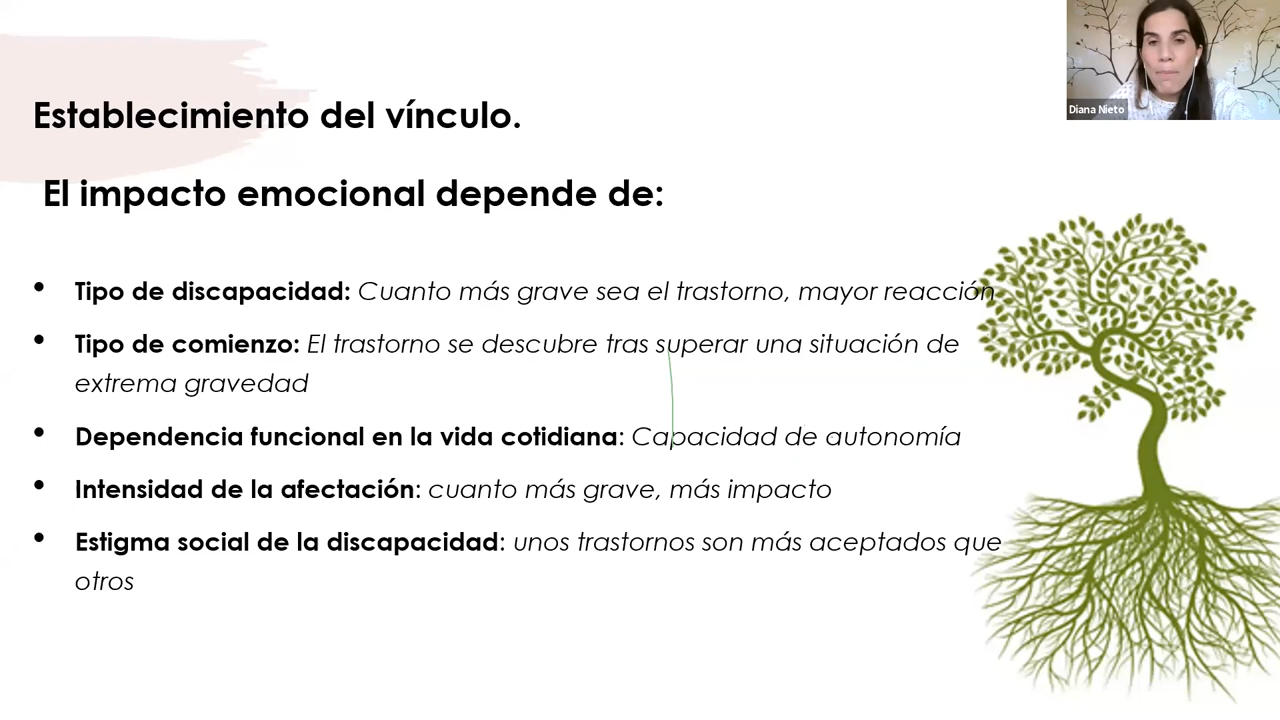 Diana Nieto
Establecimiento del vínculo.
El impacto emocional depende de:
• Tipo de discapacidad: Cuanto más grave sea el trastorno, mayor reacción
• Tipo de comienzo: El trastorno se descubre tras superar una situación de
extrema gravedad
• Dependencia funcional en la vida cotidiana: Capacidad de autonomía
• Intensidad de la afectación: cuanto más grave, más impacto
• Estigma social de la discapacidad: unos trastornos son más aceptados que
otros